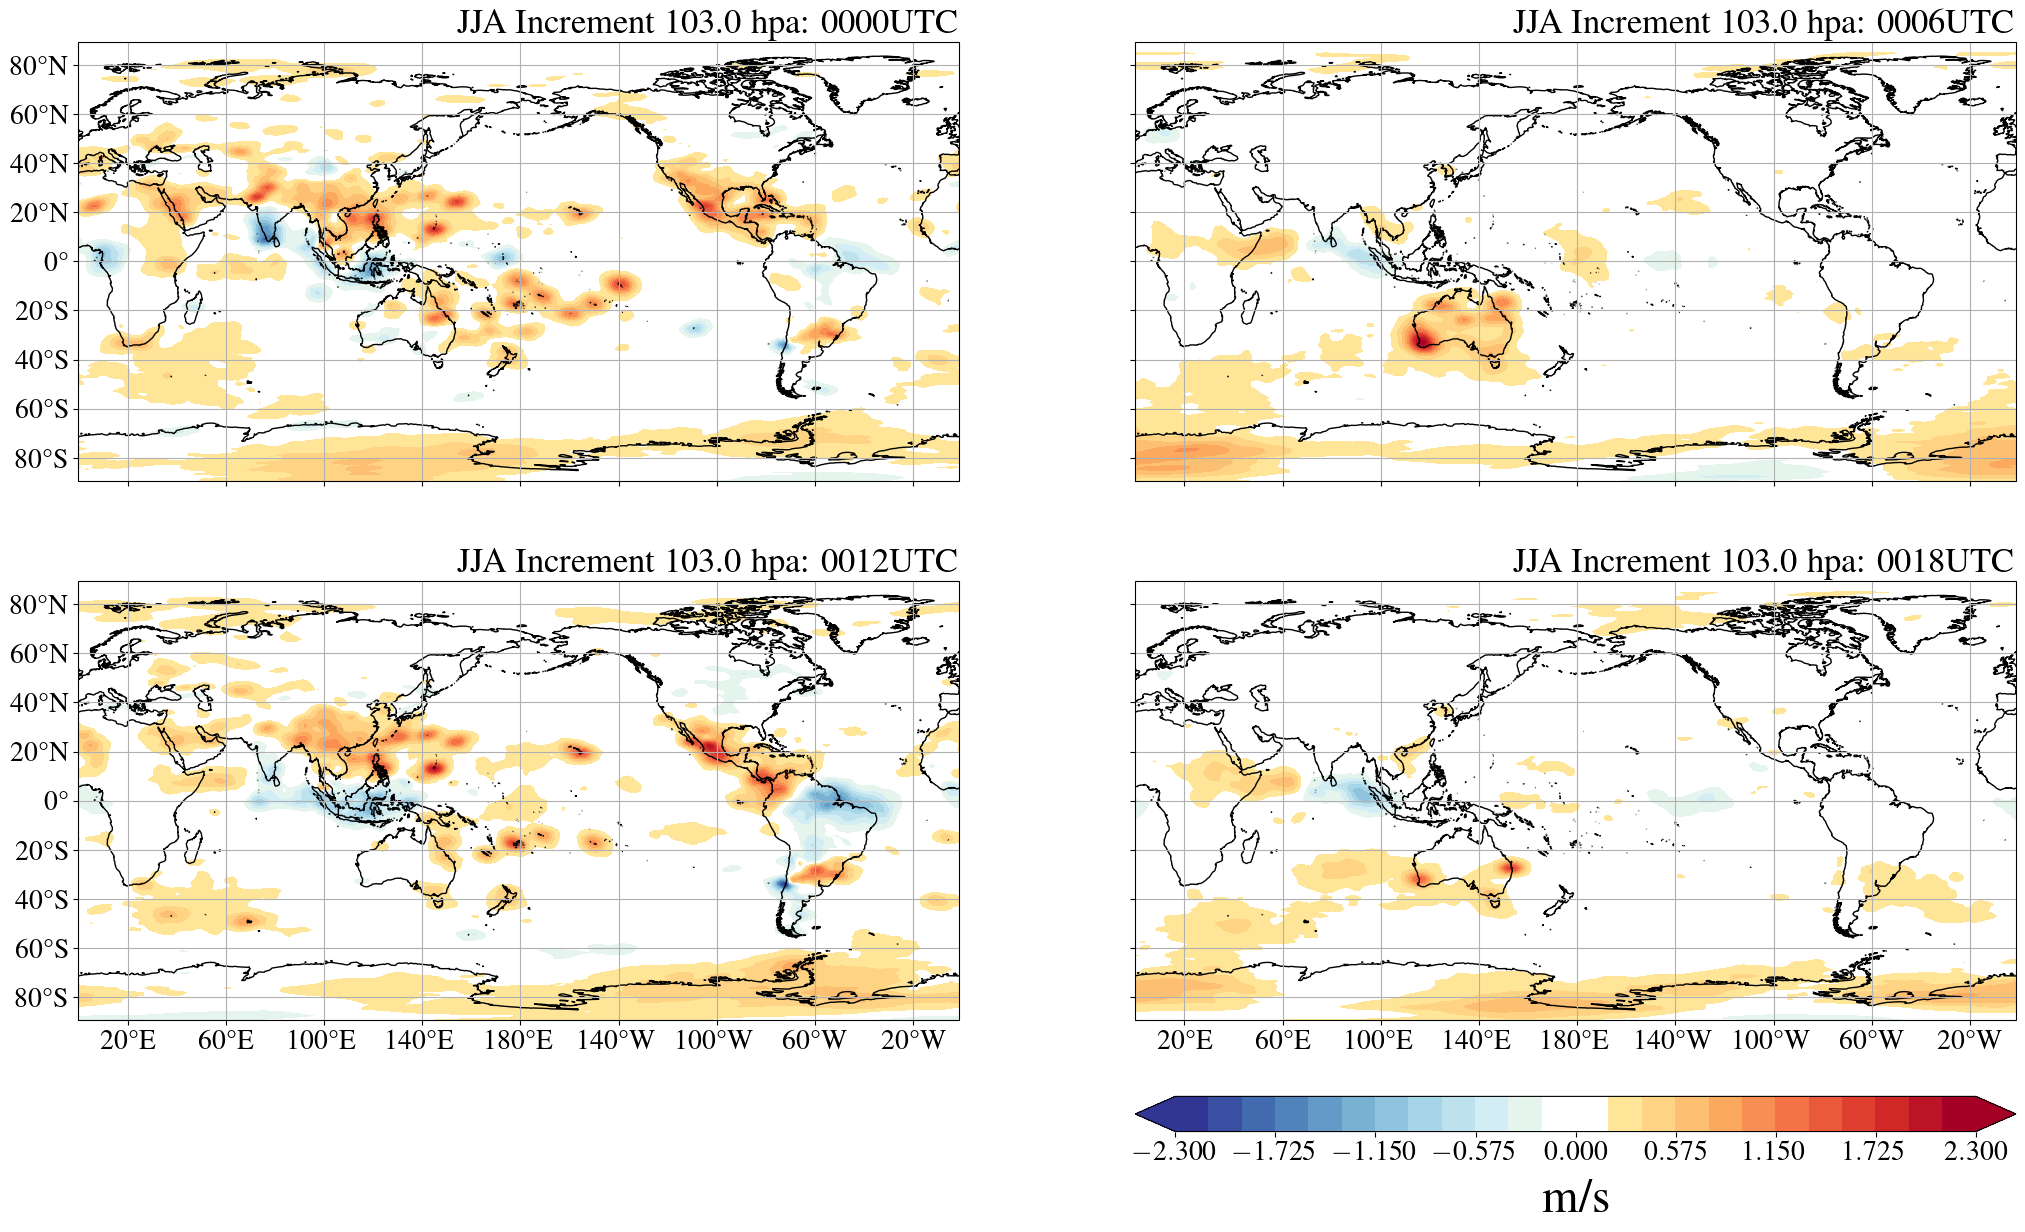 JJA Increment 103.0 hpa: 0000UTC
JJA Increment 103.0 hpa: 0006UTC
80°N
60°N
40°N
20°N
0°
20°S
40°S
60°S
80°S
JJA Increment 103.0 hpa: 0012UTC
JJA Increment 103.0 hpa: 0018UTC
80°N
60°N
40°N
20°N
0°
20°S
40°S
60°S
80°S
20°E 60°E 100°E 140°E 180°E 140°W 100°W 60°W 20°W
20°E 60°E 100°E 140°E 180°E 140°W 100°W 60°W 20°W
−2.300 −1.725 −1.150 −0.575 0.000 0.575 1.150 1.725 2.300
m/s